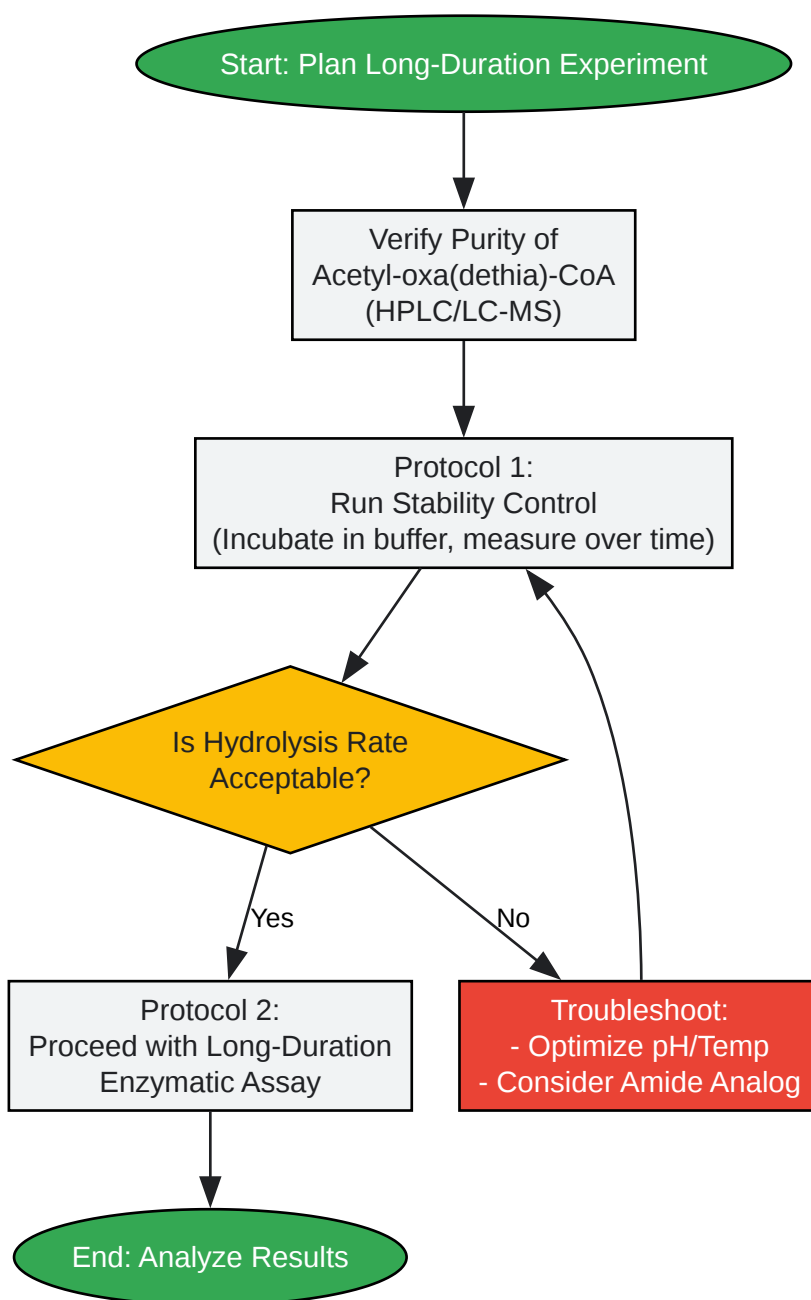 Start: Plan Long-Duration Experiment
Verify Purity of
Acetyl-oxa(dethia)-CoA
(HPLC/LC-MS)
Protocol 1:
Run Stability Control
(Incubate in buffer, measure over time)
Is Hydrolysis Rate
Acceptable?
Yes
No
Protocol 2:
Proceed with Long-Duration
Enzymatic Assay
Troubleshoot:
- Optimize pH/Temp
- Consider Amide Analog
End: Analyze Results